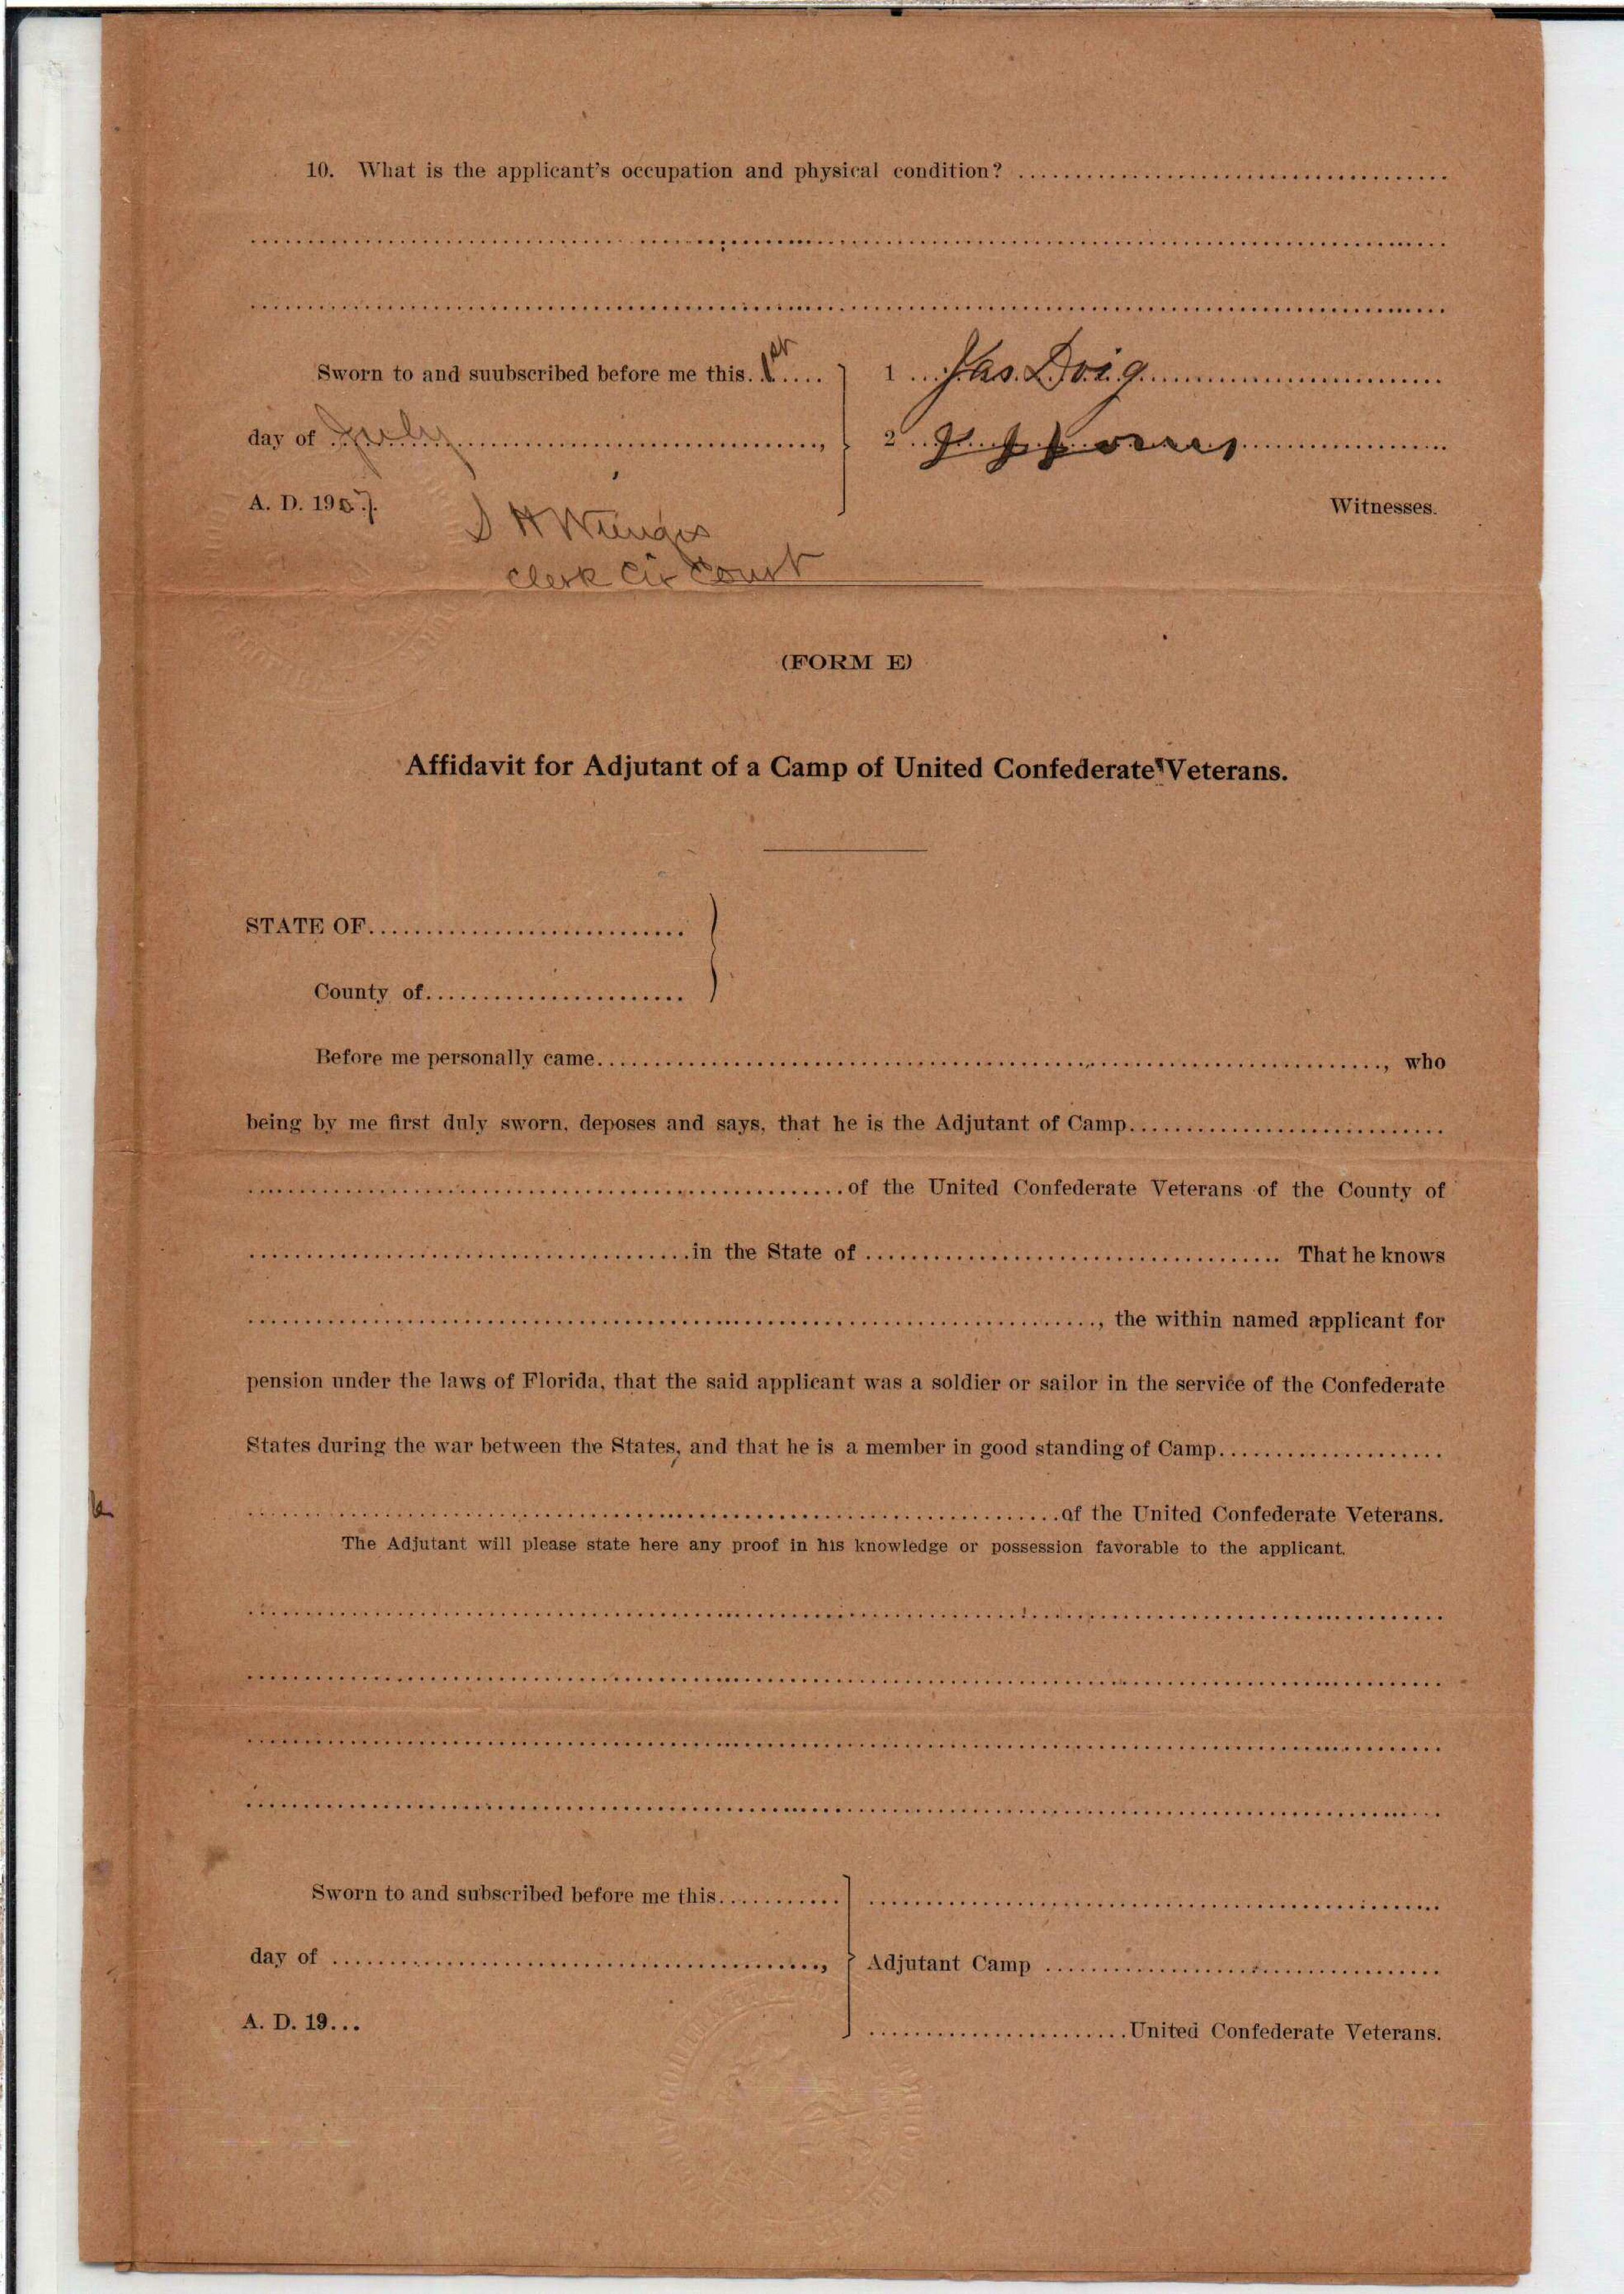 10. What is the applicant's occupation and physical condition? ........
Sworn to and suubscribed before me this. 1st .... 1 .. Jas. Doig
day of July ........, 2 ..
A. D. 1907. Witnesses.
D H
Clerk Cir Court
(FORM E)
Affidavit for Adjutant of a Camp of United Confederate Veterans.
STATE OF........
County of........
Before me personally came........, who
being by me first duly sworn, deposes and says, that he is the Adjutant of Camp........
........of the United Confederate Veterans of the County of
........in the State of ........ That he knows
........, the within named applicant for
pension under the laws of Florida, that the said applicant was a soldier or sailor in the service of the Confederate
States during the war between the States, and that he is a member in good standing of Camp........
........of the United Confederate Veterans.
The Adjutant will please state here any proof in his knowledge or possession favorable to the applicant.
Sworn to and subscribed before me this........
day of ........, Adjutant Camp ........
A. D. 19... ........United Confederate Veterans.